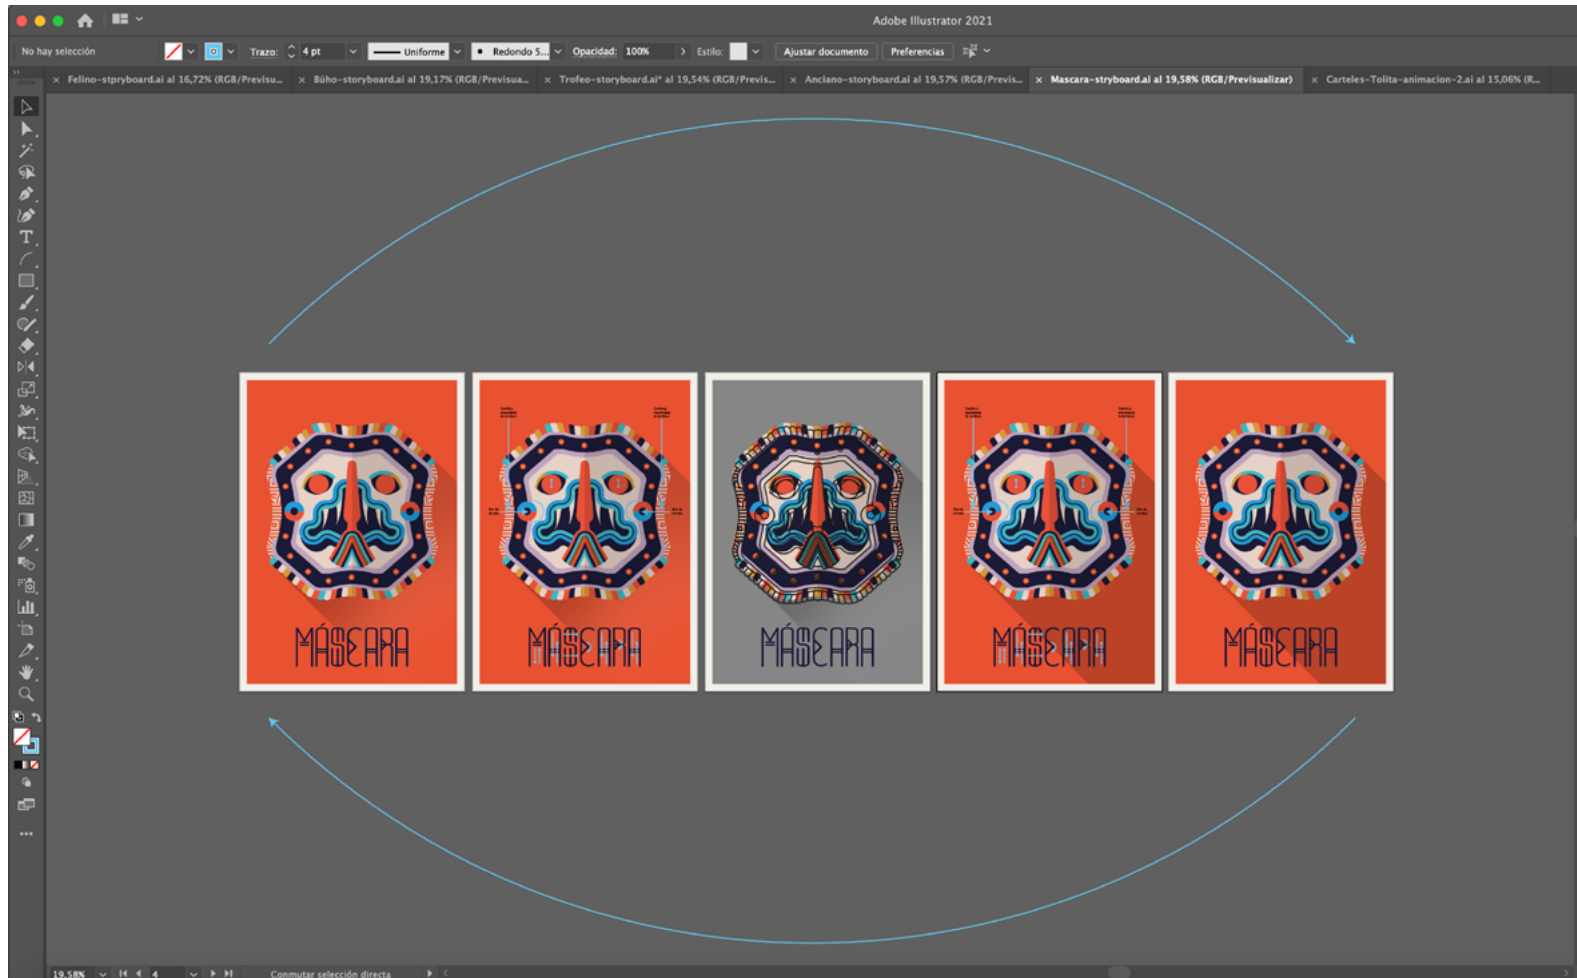 Adobe Illustrator 2021
No hay selección Trazo: 4 pt Uniforme Redondo 5... Opacidad: 100% Estilo: Ajustar documento Preferencias
× Felino-stpryboard.ai al 16,72% (RGB/Previsu... × Búho-storyboard.ai al 19,17% (RGB/Previsua... × Trofeo-storyboard.ai* al 19,54% (RGB/Previs... × Anciano-storyboard.ai al 19,57% (RGB/Previs... × Mascara-stryboard.ai al 19,58% (RGB/Previsualizar) × Carteles-Tolita-animacion-2.ai al 15,06% (R...
MÁSCARA MÁSCARA MÁSCARA MÁSCARA MÁSCARA
19,58% 4 Conmutar selección directa